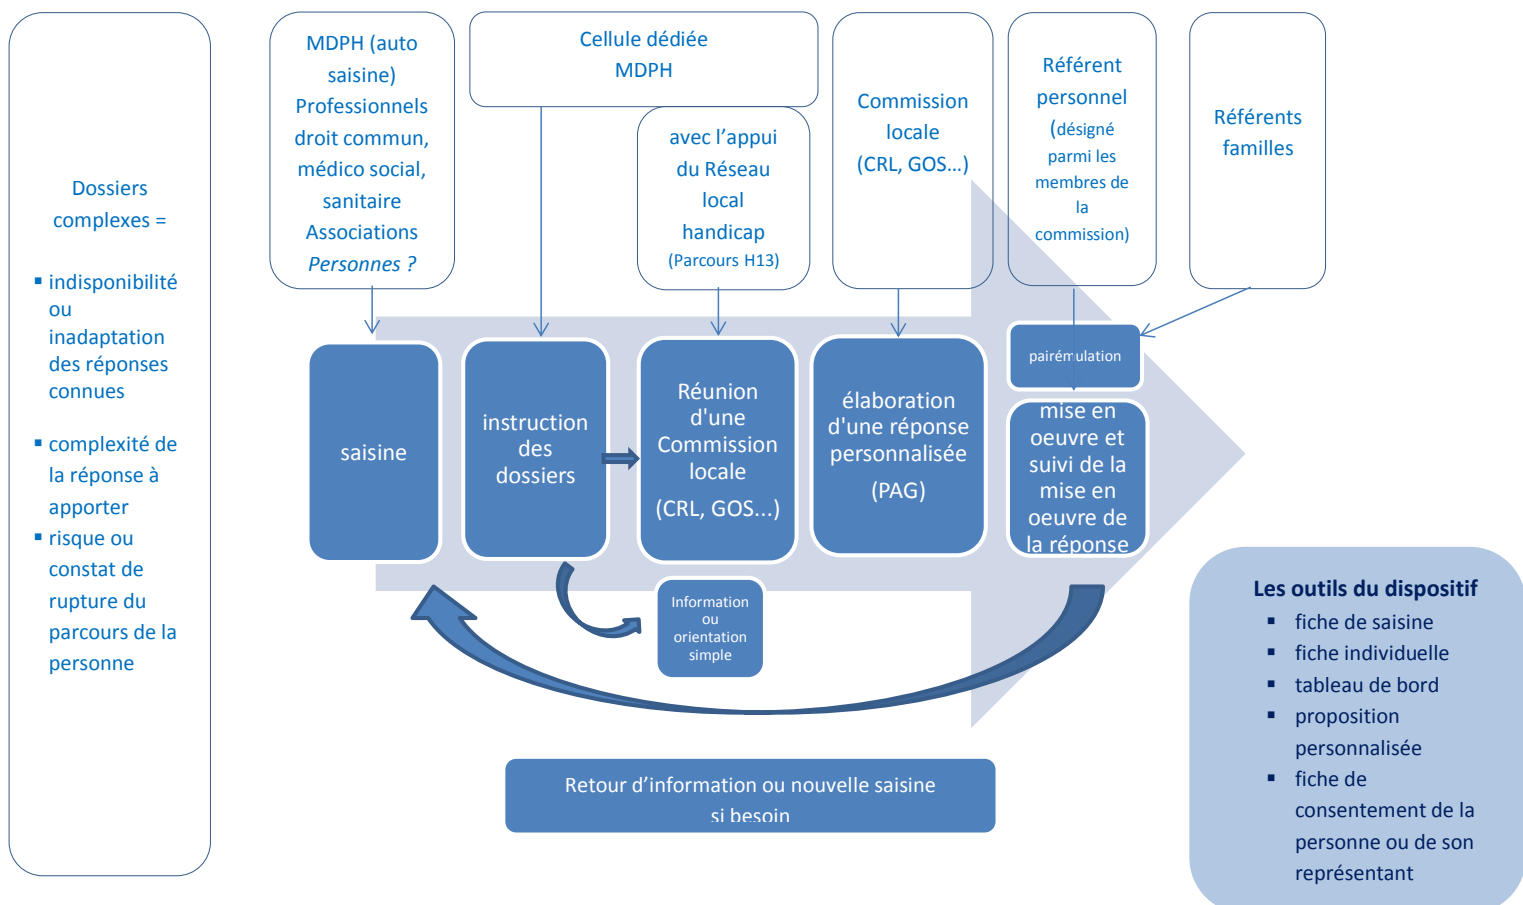 Dossiers
complexes =
▪ indisponibilité
ou
inadaptation
des réponses
connues
▪ complexité de
la réponse à
apporter
▪ risque ou
constat de
rupture du
parcours de la
personne
MDPH (auto
saisine)
Professionnels
droit commun,
médico social,
sanitaire
Associations
Personnes ?
Cellule dédiée
MDPH
avec l’appui
du Réseau
local
handicap
(Parcours H13)
Commission
locale
(CRL, GOS…)
Référent
personnel
(désigné
parmi les
membres de
la
commission)
Référents
familles
saisine
instruction
des
dossiers
Réunion
d'une
Commission
locale
(CRL, GOS...)
élaboration
d'une réponse
personnalisée
(PAG)
pairémulation
mise en
oeuvre et
suivi de la
mise en
oeuvre de
la réponse
Information
ou
orientation
simple
Retour d’information ou nouvelle saisine
si besoin
Les outils du dispositif
▪ fiche de saisine
▪ fiche individuelle
▪ tableau de bord
▪ proposition
personnalisée
▪ fiche de
consentement de la
personne ou de son
représentant